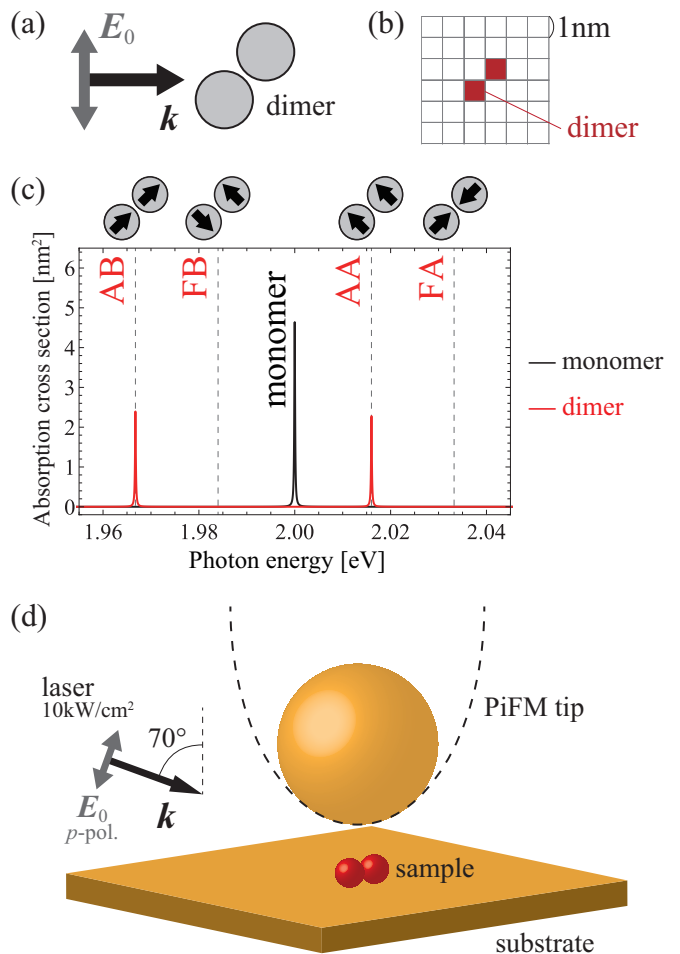 (a)
E₀
k
dimer
(b)
1nm
dimer
(c)
AB
FB
monomer
AA
FA
Absorption cross section [nm²]
6
5
4
3
2
1
0
1.96
1.98
2.00
2.02
2.04
Photon energy [eV]
monomer
dimer
(d)
laser
10kW/cm²
70°
E₀
p-pol.
k
PiFM tip
sample
substrate